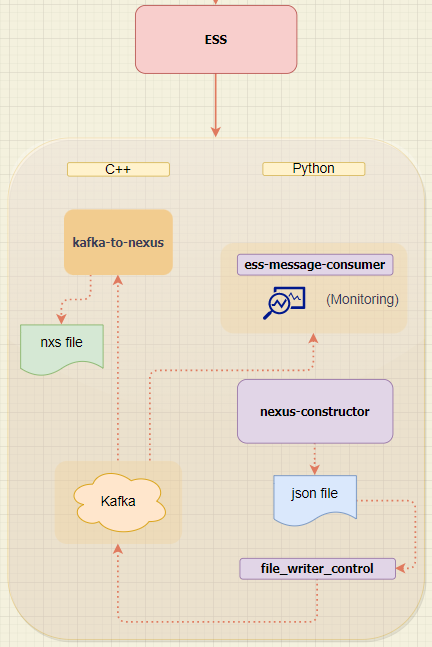 ESS
C++
Python
kafka-to-nexus
ess-message-consumer
(Monitoring)
nxs file
nexus-constructor
Kafka
json file
file_writer_control